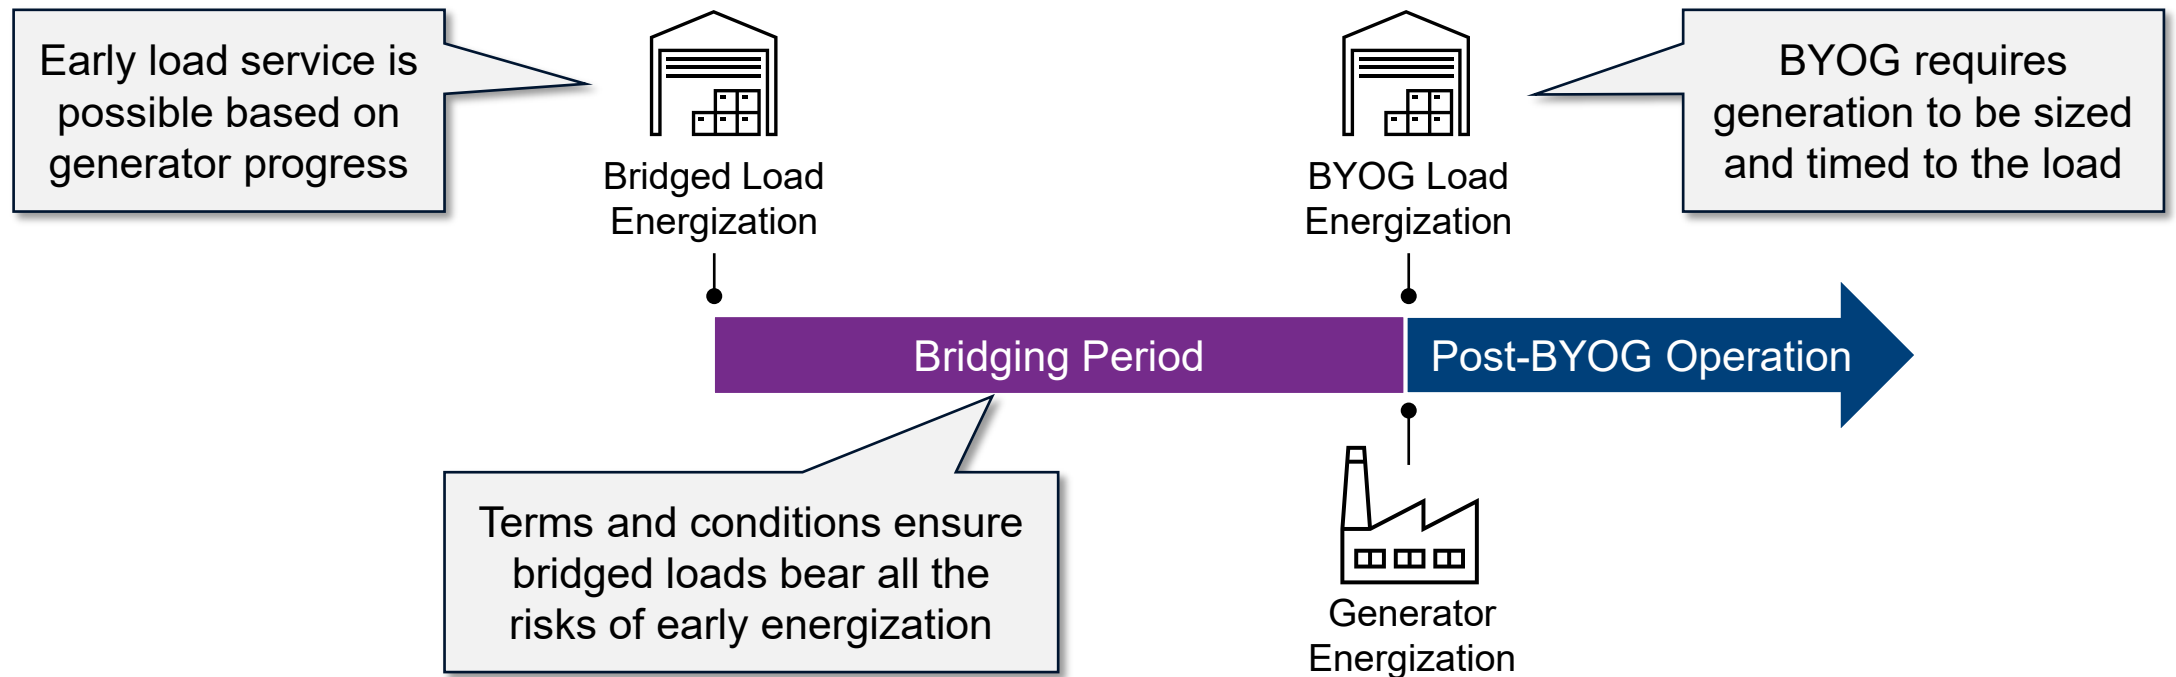 Early load service is
possible based on
generator progress
Bridged Load
Energization
BYOG Load
Energization
BYOG requires
generation to be sized
and timed to the load
Bridging Period
Post-BYOG Operation
Terms and conditions ensure
bridged loads bear all the
risks of early energization
Generator
Energization